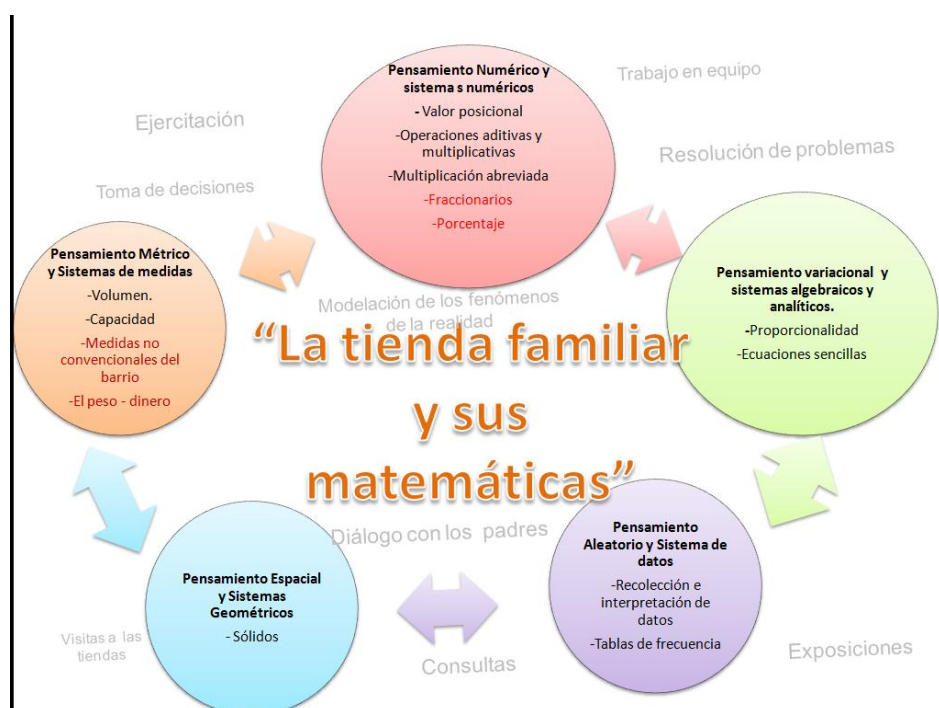 Pensamiento Numérico y
sistema s numéricos
- Valor posicional
-Operaciones aditivas y
multiplicativas
-Multiplicación abreviada
-Fraccionarios
-Porcentaje
Trabajo en equipo
Ejercitación
Resolución de problemas
Toma de decisiones
Pensamiento Métrico
y Sistemas de medidas
-Volumen.
-Capacidad
-Medidas no
convencionales del
barrio
-El peso - dinero
Pensamiento variacional y
sistemas algebraicos y
analíticos.
-Proporcionalidad
-Ecuaciones sencillas
Modelación de los fenómenos
de la realidad
“La tienda familiar
y sus
matemáticas”
Diálogo con los padres
Pensamiento
Aleatorio y Sistema de
datos
-Recolección e
interpretación de
datos
-Tablas de frecuencia
Pensamiento Espacial
y Sistemas
Geométricos
- Sólidos
Visitas a las
tiendas
Consultas
Exposiciones